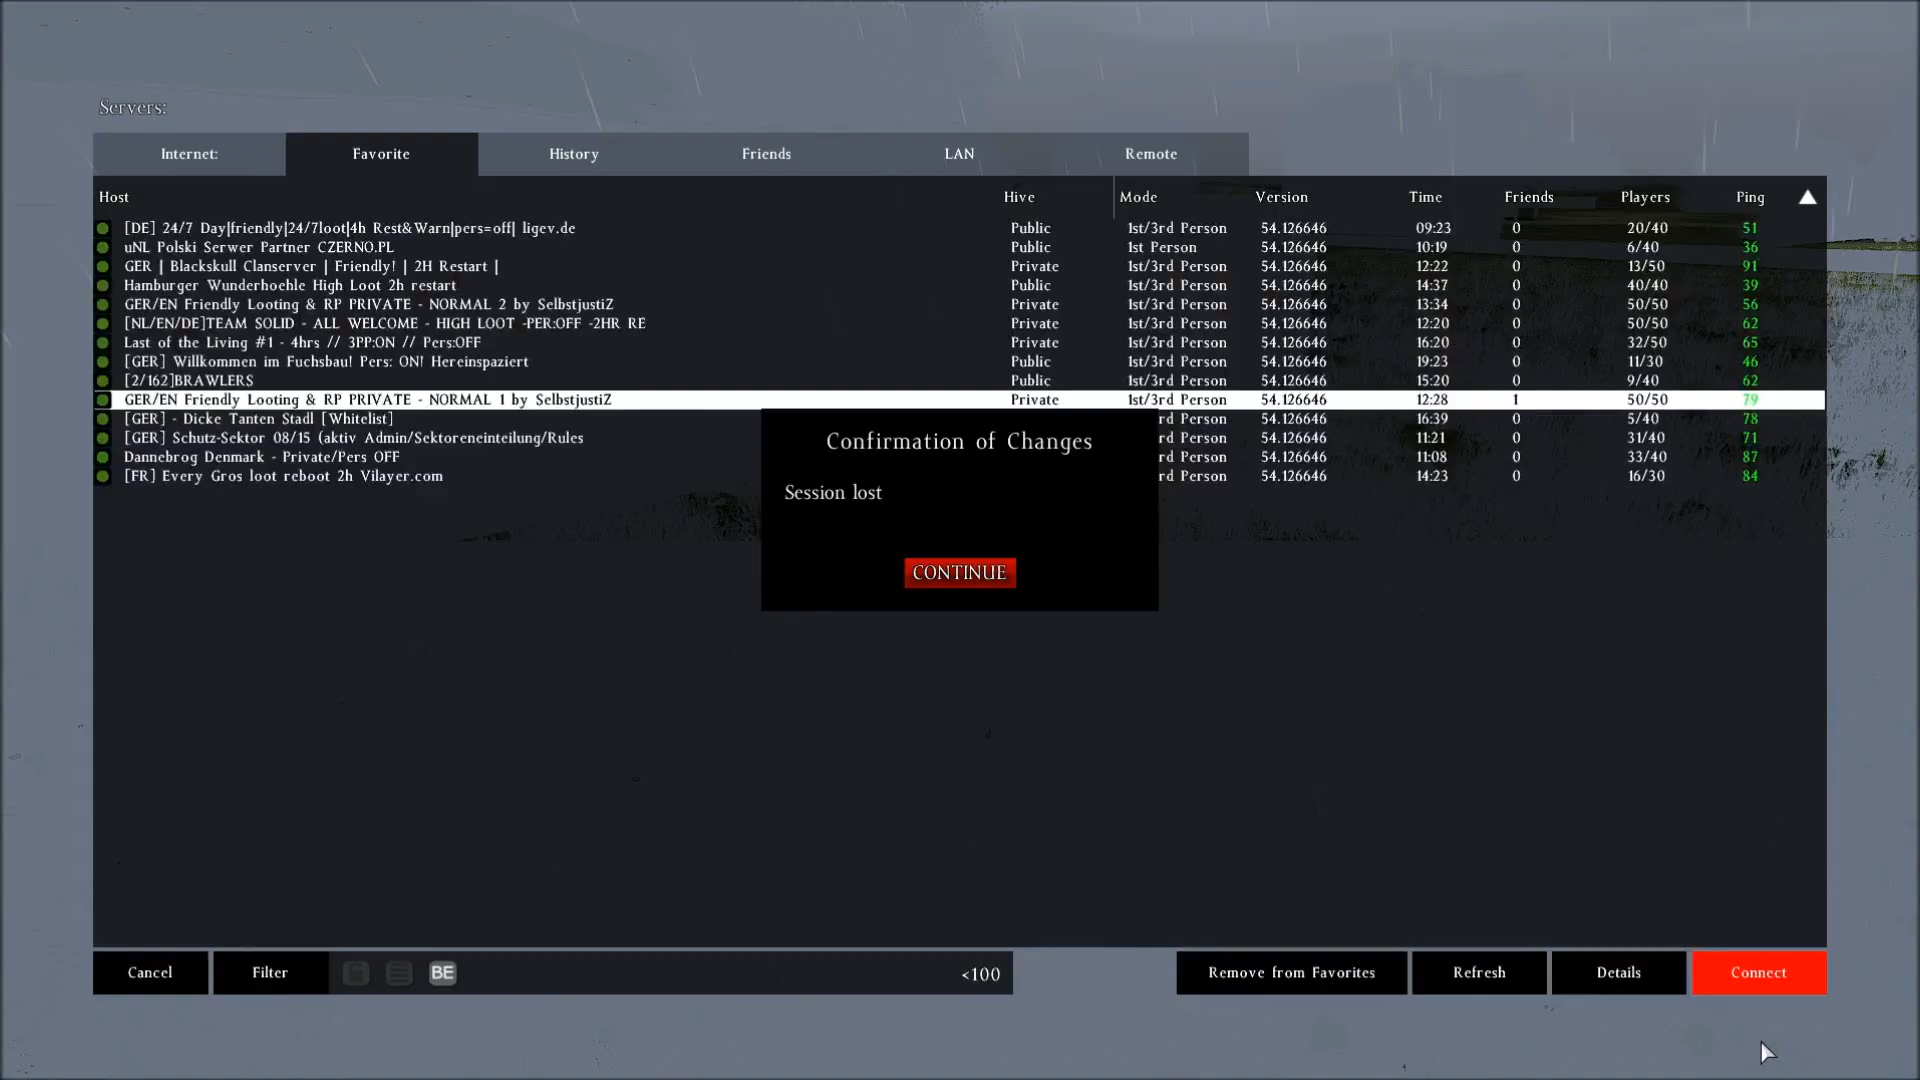 Servers:
Internet: Favorite History Friends LAN Remote
Host Hive Mode Version Time Friends Players Ping
[DE] 24/7 Day|friendly|24/7loot|4h Rest&Warn|pers=off| ligev.de Public 1st/3rd Person 54.126646 09:23 0 20/40 51
uNL Polski Serwer Partner CZERNO.PL Public 1st Person 54.126646 10:19 0 6/40 36
GER | Blackskull Clanserver | Friendly! | 2H Restart | Private 1st/3rd Person 54.126646 12:22 0 13/50 91
Hamburger Wunderhoehle High Loot 2h restart Public 1st/3rd Person 54.126646 14:37 0 40/40 39
GER/EN Friendly Looting & RP PRIVATE - NORMAL 2 by SelbstjustiZ Private 1st/3rd Person 54.126646 13:34 0 50/50 56
[NL/EN/DE]TEAM SOLID - ALL WELCOME - HIGH LOOT -PER:OFF -2HR RE Private 1st/3rd Person 54.126646 12:20 0 50/50 62
Last of the Living #1 - 4hrs // 3PP:ON // Pers:OFF Private 1st/3rd Person 54.126646 16:20 0 32/50 65
[GER] Willkommen im Fuchsbau! Pers: ON! Hereinspaziert Public 1st/3rd Person 54.126646 19:23 0 11/30 46
[2/162]BRAWLERS Public 1st/3rd Person 54.126646 15:20 0 9/40 62
GER/EN Friendly Looting & RP PRIVATE - NORMAL 1 by SelbstjustiZ Private 1st/3rd Person 54.126646 12:28 1 50/50 79
[GER] - Dicke Tanten Stadl [Whitelist] rd Person 54.126646 16:39 0 5/40 78
[GER] Schutz-Sektor 08/15 (aktiv Admin/Sektoreneinteilung/Rules rd Person 54.126646 11:21 0 31/40 71
Dannebrog Denmark - Private/Pers OFF rd Person 54.126646 11:08 0 33/40 87
[FR] Every Gros loot reboot 2h Vilayer.com rd Person 54.126646 14:23 0 16/30 84
Confirmation of Changes
Session lost
CONTINUE
Cancel Filter BE <100 Remove from Favorites Refresh Details Connect